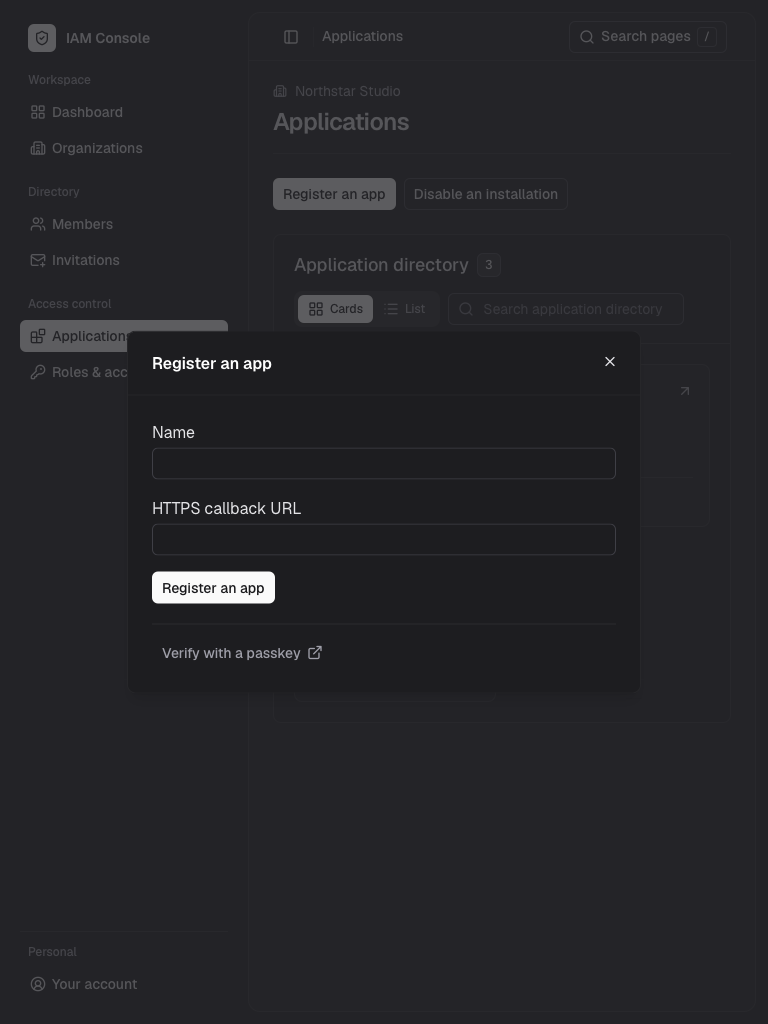 IAM Console
Workspace
Dashboard
Organizations
Directory
Members
Invitations
Access control
Applications
Roles & acc
Personal
Your account
Applications
Search pages /
Northstar Studio
Applications
Register an app
Disable an installation
Application directory 3
Cards
List
Search application directory
Register an app
Name
HTTPS callback URL
Register an app
Verify with a passkey